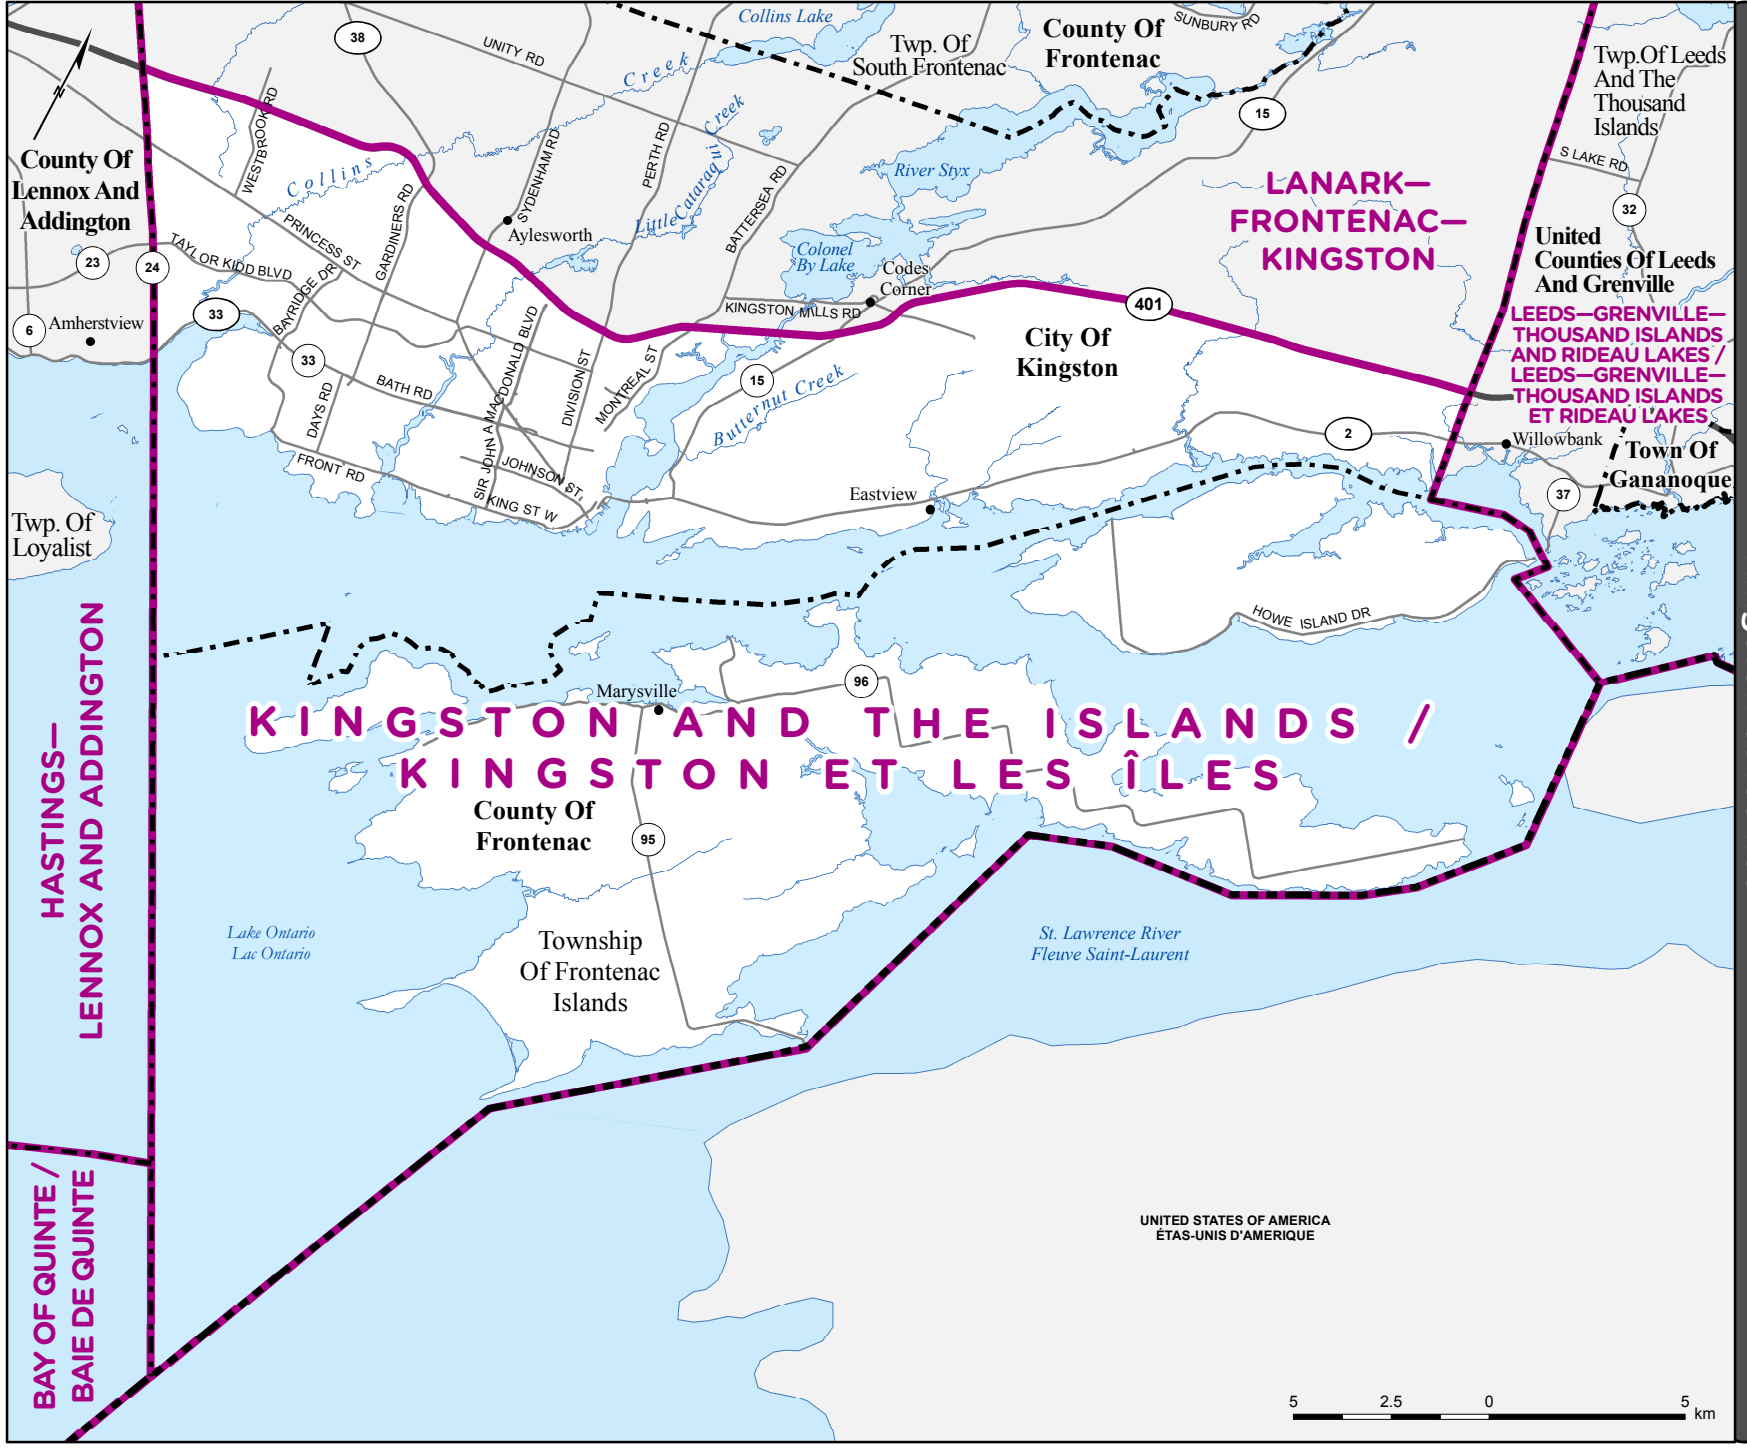 Collins Lake
SUNBURY RD
County Of
Frontenac
38
UNITY RD
Twp. Of
South Frontenac
Twp.Of Leeds
And The
Thousand
Islands
Creek
WESTBROOK RD
Creek
15
N
PERTH RD
SYDENHAM RD
County Of
Lennox And
Addington
Collins
River Styx
S LAKE RD
LANARK—
FRONTENAC—
KINGSTON
32
GARDINERS RD
Little Cataraqui
BATTERSEA RD
PRINCESS ST
Aylesworth
United
Counties Of Leeds
And Grenville
TAYLOR KIDD BLVD
Colonel
By Lake
23
24
Codes
Corner
BAYRIDGE DR
33
6
Amherstview
KINGSTON MILLS RD
401
LEEDS—GRENVILLE—
THOUSAND ISLANDS
AND RIDEAU LAKES /
LEEDS—GRENVILLE—
THOUSAND ISLANDS
ET RIDEAU LAKES
City Of
Kingston
33
SIR JOHN A MACDONALD BLVD
DIVISION ST
MONTREAL ST
15
Butternut Creek
BATH RD
DAYS RD
2
Willowbank
Town Of
Gananoque
FRONT RD
JOHNSON ST
KING ST W
Eastview
37
Twp. Of
Loyalist
HOWE ISLAND DR
HASTINGS—
LENNOX AND ADDINGTON
96
Marysville
KINGSTON AND THE ISLANDS /
KINGSTON ET LES ÎLES
County Of
Frontenac
95
Lake Ontario
Lac Ontario
Township
Of Frontenac
Islands
St. Lawrence River
Fleuve Saint-Laurent
BAY OF QUINTE /
BAIE DE QUINTE
UNITED STATES OF AMERICA
ÉTAS-UNIS D'AMERIQUE
5 2.5 0 5
km